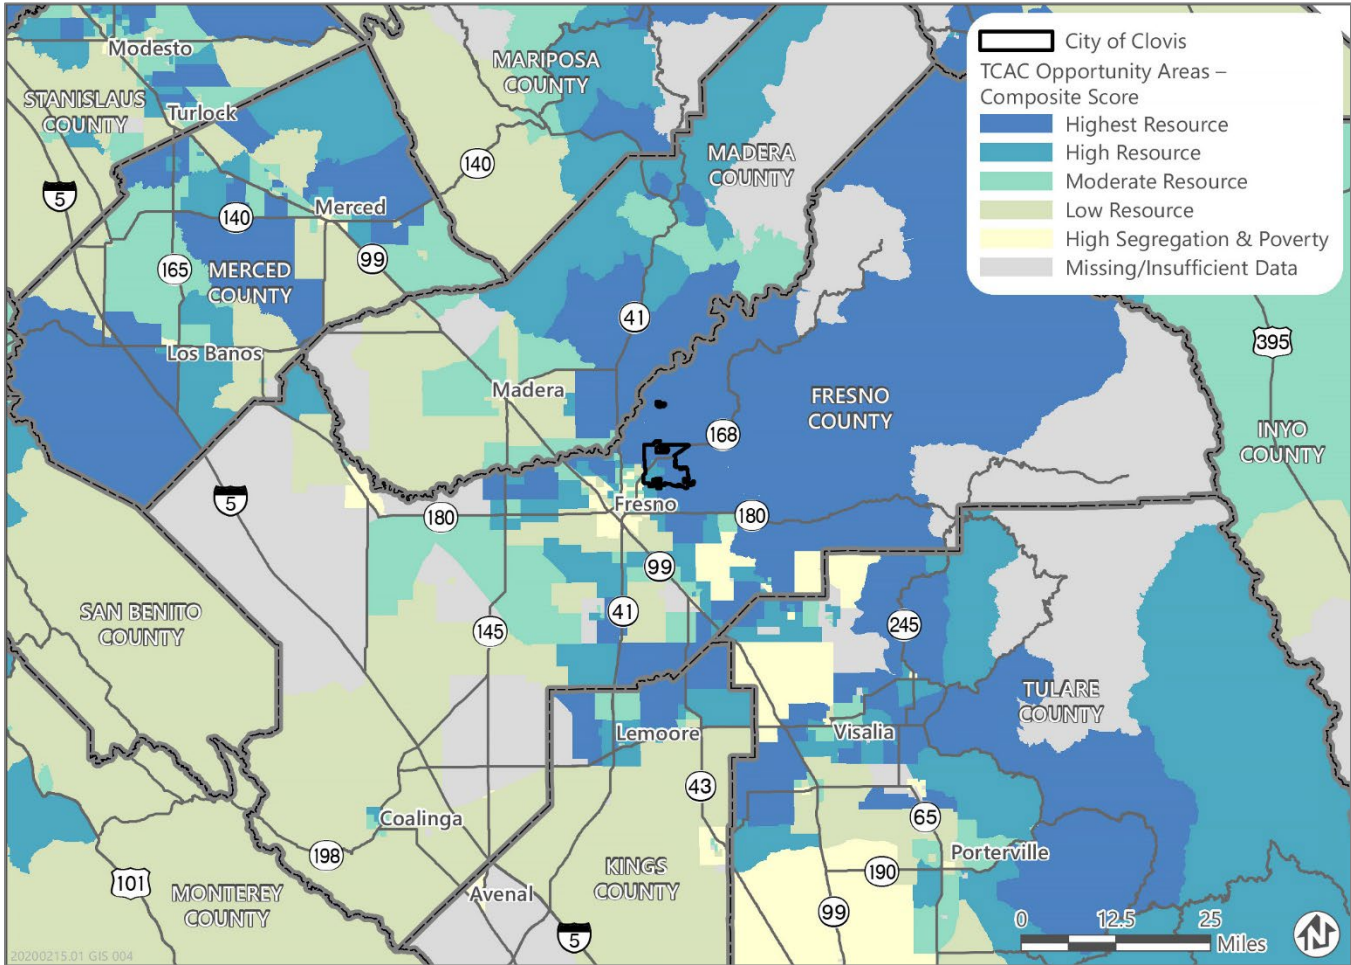 City of Clovis
TCAC Opportunity Areas –
Composite Score
Highest Resource
High Resource
Moderate Resource
Low Resource
High Segregation & Poverty
Missing/Insufficient Data
Modesto
STANISLAUS
COUNTY
Turlock
MARIPOSA
COUNTY
MADERA
COUNTY
140
5
140
Merced
99
165
MERCED
COUNTY
41
Los Banos
Madera
395
FRESNO
COUNTY
INYO
COUNTY
168
5
180
Fresno
180
99
SAN BENITO
COUNTY
145
41
245
TULARE
COUNTY
Lemoore
Visalia
43
Coalinga
65
198
Porterville
101
MONTEREY
COUNTY
Avenal
KINGS
COUNTY
190
99
5
0
12.5
25
Miles
N
20200215.01 GIS 004